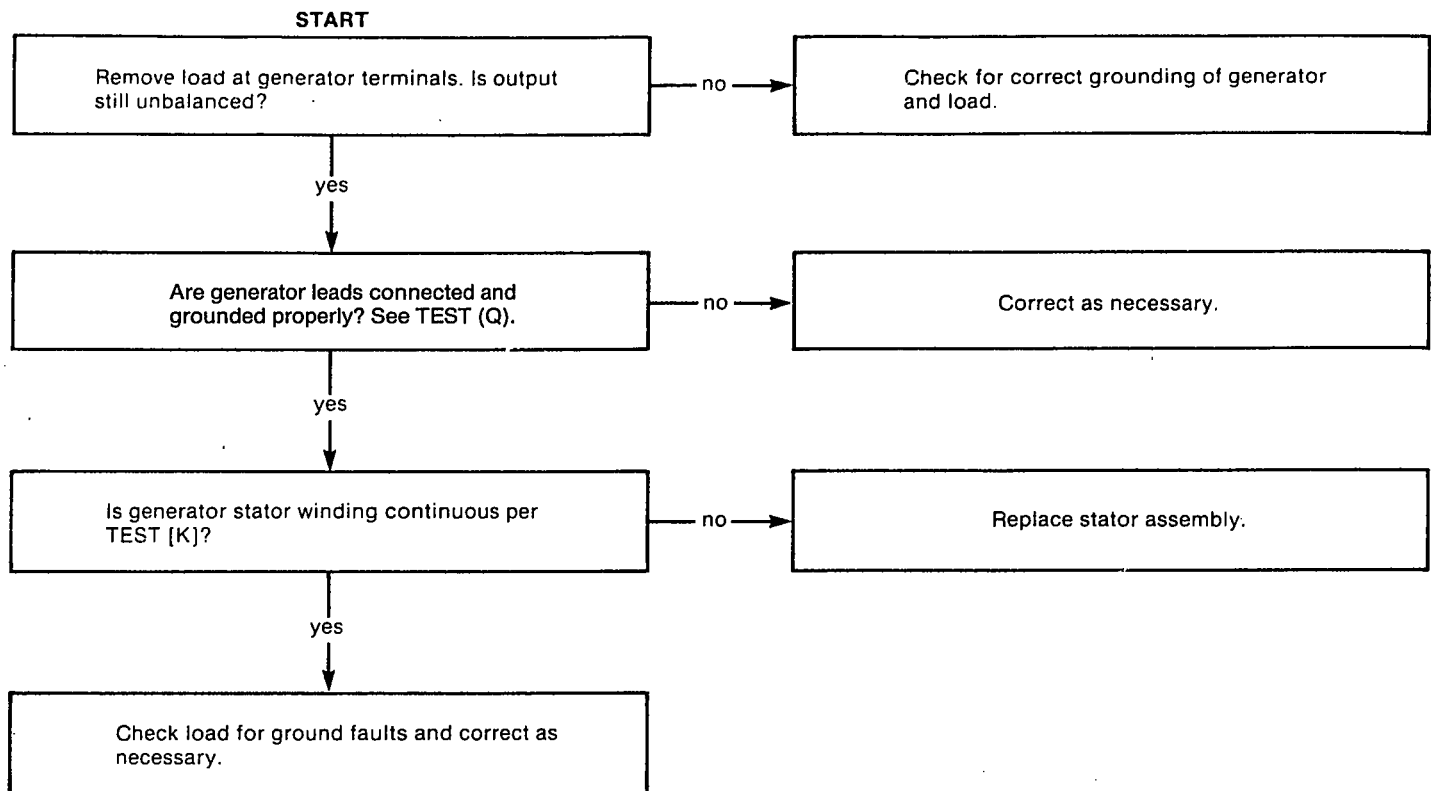 START
Remove load at generator terminals. Is output
still unbalanced?
no
Check for correct grounding of generator
and load.
yes
Are generator leads connected and
grounded properly? See TEST (Q).
no
Correct as necessary.
yes
Is generator stator winding continuous per
TEST [K]?
no
Replace stator assembly.
yes
Check load for ground faults and correct as
necessary.